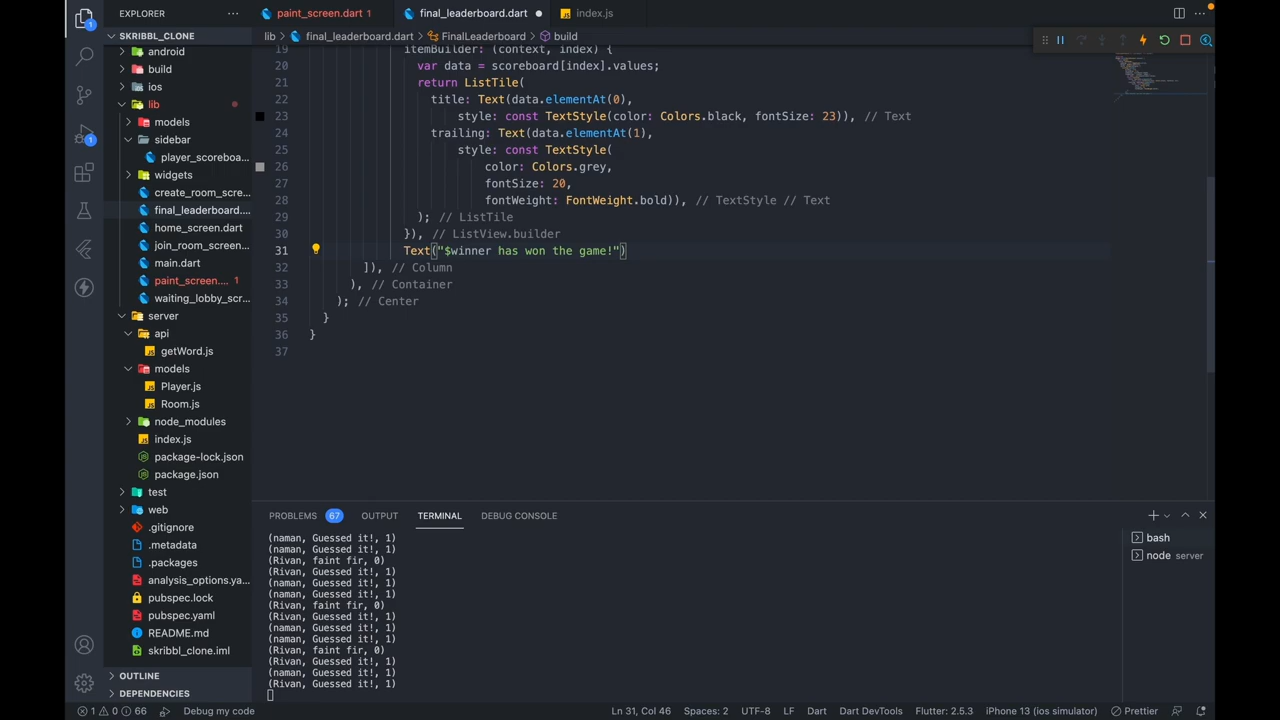 EXPLORER
paint_screen.dart 1
final_leaderboard.dart
index.js
SKRIBBL_CLONE
lib > final_leaderboard.dart > FinalLeaderboard > build
android
build
ios
lib
models
sidebar
player_scoreboa...
widgets
create_room_scre...
final_leaderboard....
home_screen.dart
join_room_screen...
main.dart
paint_screen.... 1
waiting_lobby_scr...
server
api
getWord.js
models
Player.js
Room.js
node_modules
index.js
package-lock.json
package.json
test
web
.gitignore
.metadata
.packages
analysis_options.ya...
pubspec.lock
pubspec.yaml
README.md
skribbl_clone.iml
OUTLINE
DEPENDENCIES
1
1
19 itemBuilder: (context, index) {
20 var data = scoreboard[index].values;
21 return ListTile(
22 title: Text(data.elementAt(0),
23 style: const TextStyle(color: Colors.black, fontSize: 23)), // Text
24 trailing: Text(data.elementAt(1),
25 style: const TextStyle(
26 color: Colors.grey,
27 fontSize: 20,
28 fontWeight: FontWeight.bold)), // TextStyle // Text
29 ); // ListTile
30 }), // ListView.builder
31 Text("$winner has won the game!")
32 ]), // Column
33 ), // Container
34 ); // Center
35 }
36 }
37
PROBLEMS 67 OUTPUT TERMINAL DEBUG CONSOLE
(naman, Guessed it!, 1)
(naman, Guessed it!, 1)
(Rivan, faint fir, 0)
(Rivan, Guessed it!, 1)
(naman, Guessed it!, 1)
(naman, Guessed it!, 1)
(Rivan, faint fir, 0)
(Rivan, Guessed it!, 1)
(naman, Guessed it!, 1)
(naman, Guessed it!, 1)
(Rivan, faint fir, 0)
(Rivan, Guessed it!, 1)
(naman, Guessed it!, 1)
(Rivan, Guessed it!, 1)
bash
node server
1 0 66 Debug my code Ln 31, Col 46 Spaces: 2 UTF-8 LF Dart Dart DevTools Flutter: 2.5.3 iPhone 13 (ios simulator) Prettier